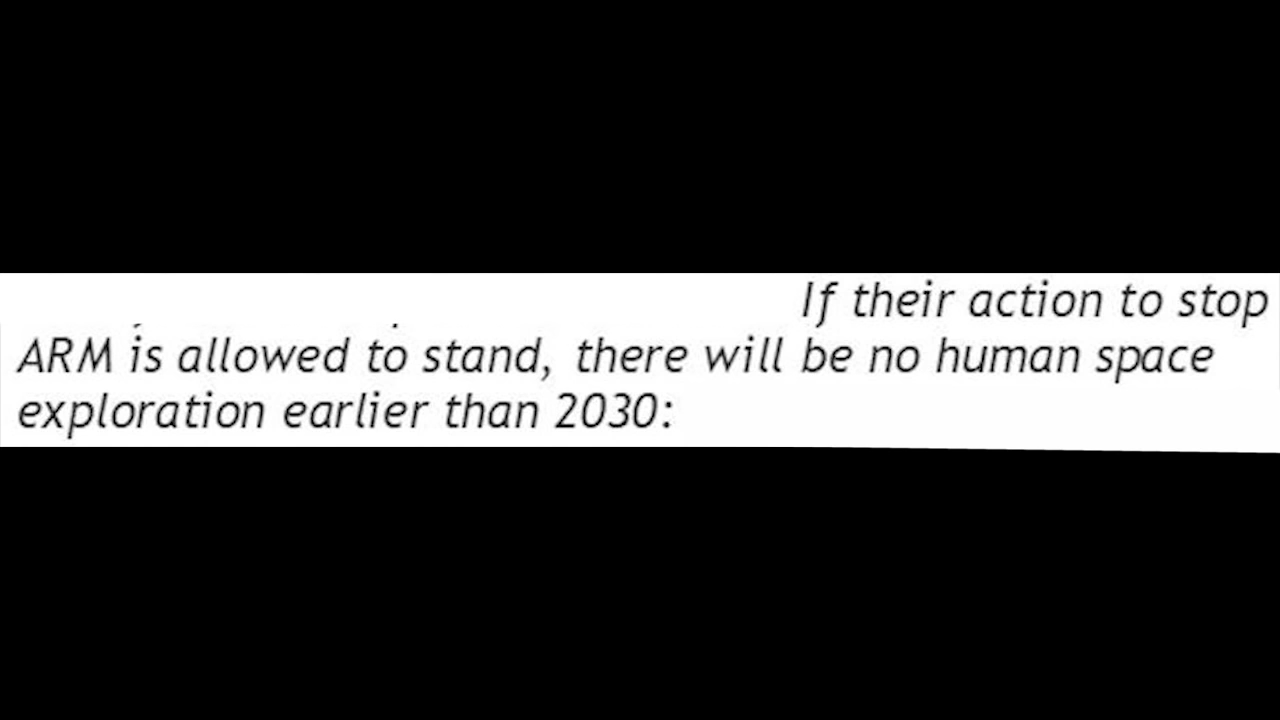 If their action to stop
ARM is allowed to stand, there will be no human space
exploration earlier than 2030: